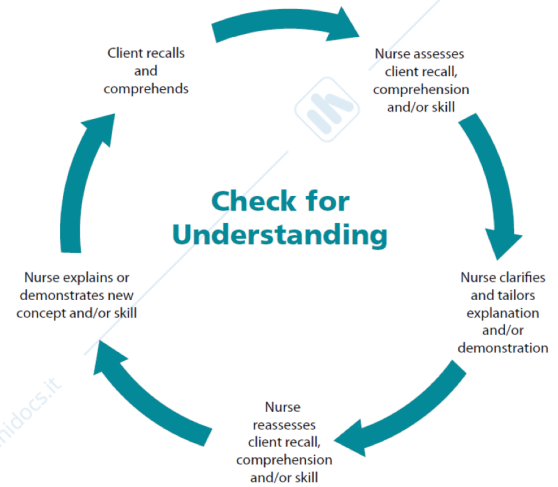 Client recalls
and
comprehends
Nurse assesses
client recall,
comprehension
and/or skill
Check for
Understanding
Nurse explains or
demonstrates new
concept and/or skill
Nurse clarifies
and tailors
explanation
and/or
demonstration
Nurse
reassesses
client recall,
comprehension
and/or skill